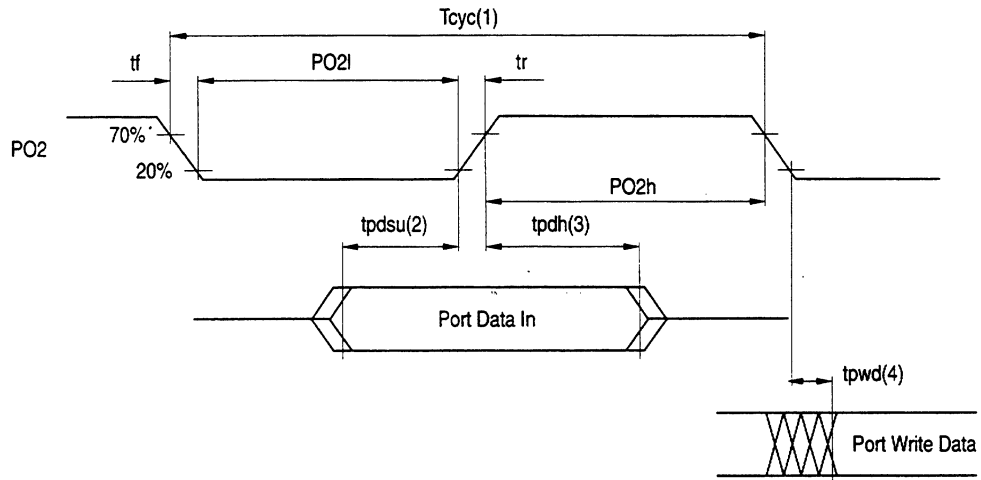 Tcyc(1)
tf
PO2l
tr
70%
PO2
20%
PO2h
tpdsu(2)
tpdh(3)
Port Data In
tpwd(4)
Port Write Data